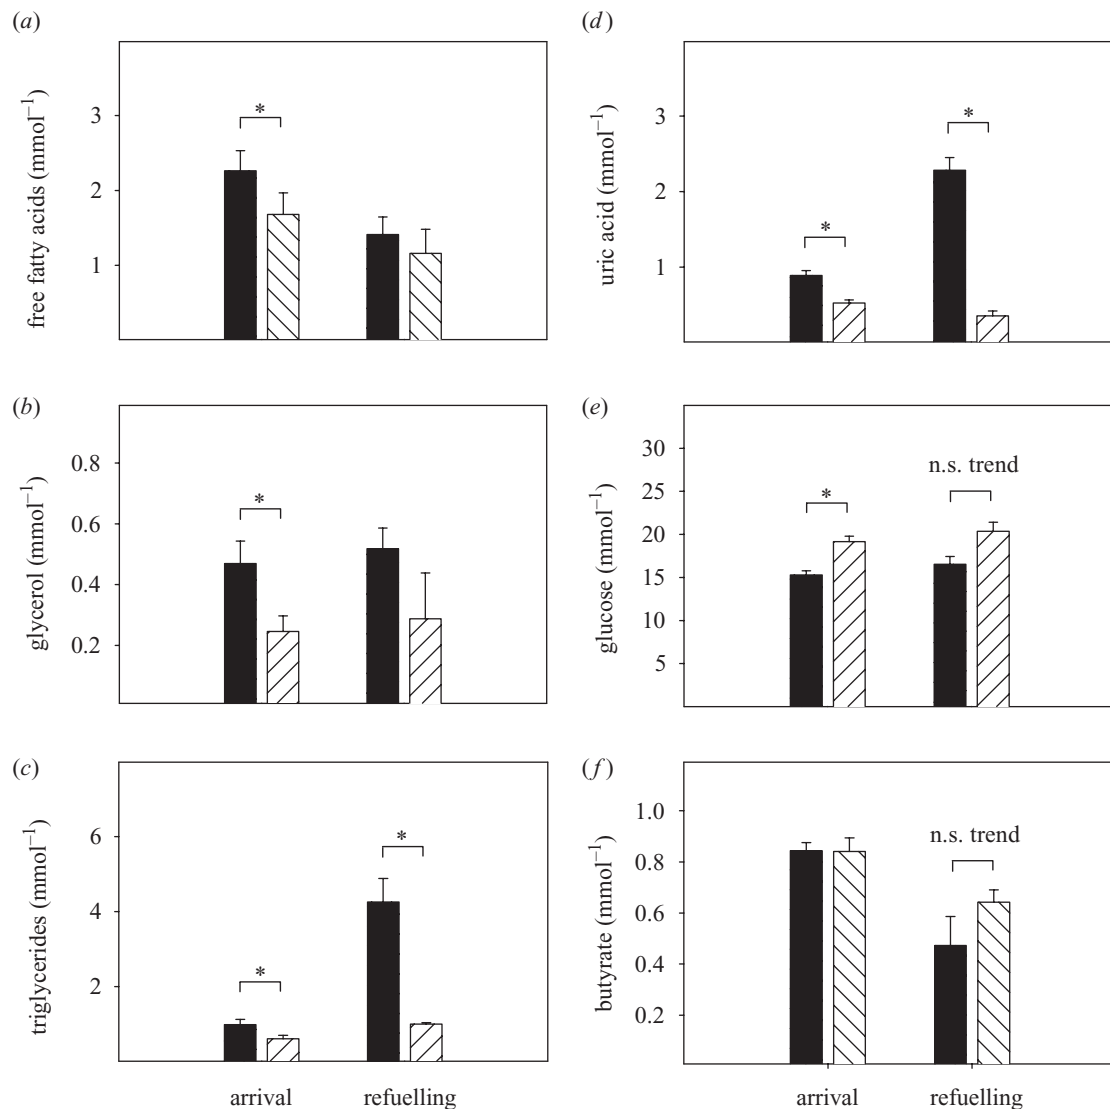 (a)
free fatty acids (mmol⁻¹)
3
2
1
*
(b)
glycerol (mmol⁻¹)
0.8
0.6
0.4
0.2
*
(c)
triglycerides (mmol⁻¹)
6
4
2
*
*
arrival refuelling
(d)
uric acid (mmol⁻¹)
3
2
1
*
*
(e)
glucose (mmol⁻¹)
30
25
20
15
10
5
*
n.s. trend
(f)
butyrate (mmol⁻¹)
1.0
0.8
0.6
0.4
0.2
n.s. trend
arrival refuelling